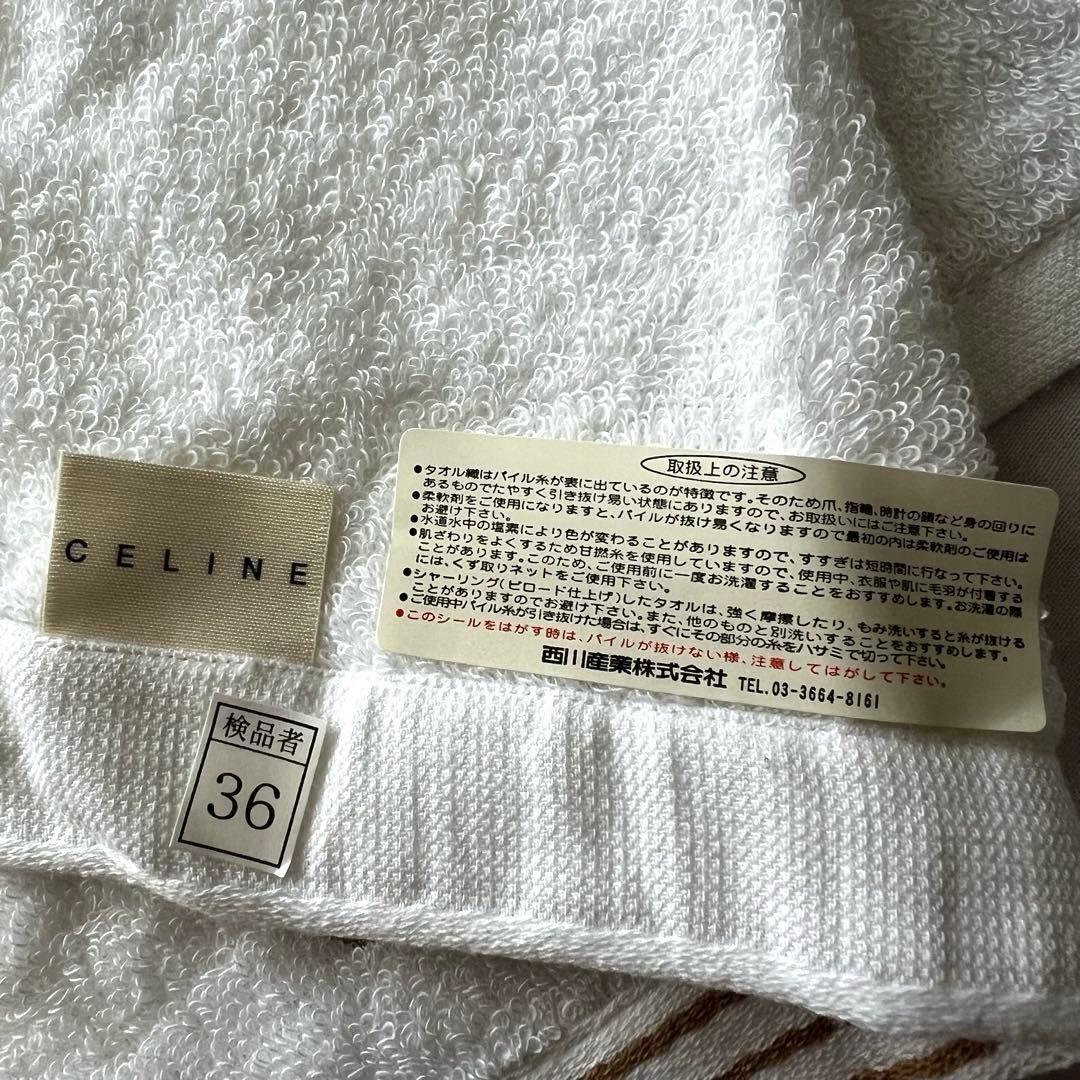 CELINE
検品者
36
取扱上の注意
●タオル織はパイル糸が表に出ているのが特徴です。そのため爪、指輪、時計の鎖など身の回りに
あるものでたやすく引き抜け易い状態にありますので、お取扱いにはご注意下さい。
●柔軟剤をご使用になりますと、パイルが抜け易くなりますので最初の内は柔軟剤のご使用は
お避け下さい。
●水道水中の塩素により色が変わることがありますので、すすぎは短時間に行なって下さい。
●肌ざわりをよくするため甘撚糸を使用していますので、使用中、衣服や肌に毛羽が付着する
ことがあります。このため、ご使用前に一度お洗濯することをおすすめします。お洗濯の際
には、くず取りネットをご使用下さい。
●シャーリング(ビロード仕上げ)したタオルは、強く摩擦したり、もみ洗いすると糸が抜ける
ことがありますのでお避け下さい。また、他のものと別洗いすることをおすすめします。
●ご使用中パイル糸が引き抜けた場合は、すぐにその部分の糸をハサミで切って下さい。
●このシールをはがす時は、パイルが抜けない様、注意してはがして下さい。
西川産業株式会社 TEL.03-3664-8161